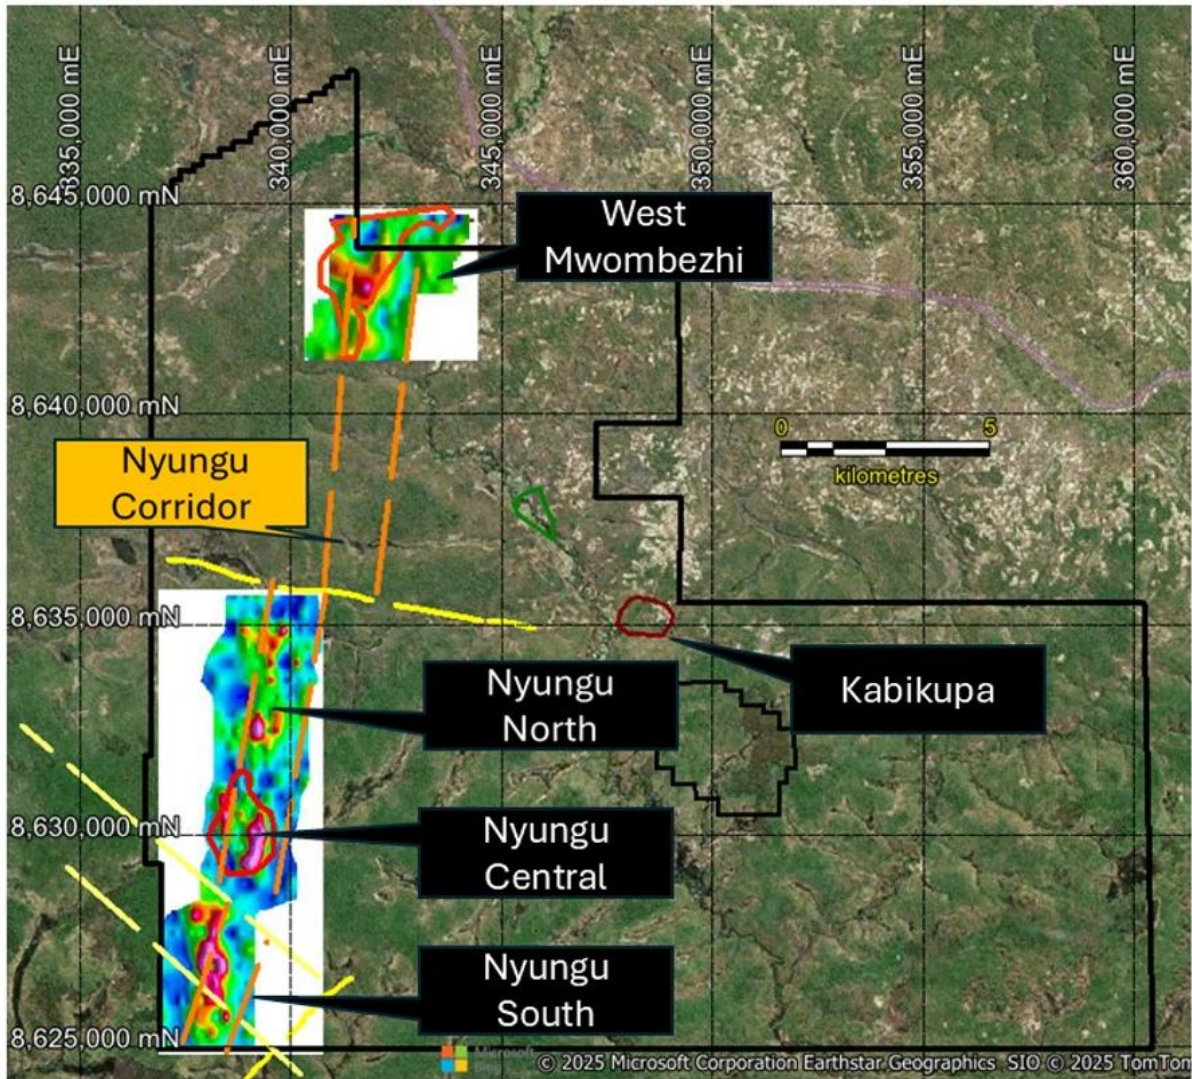 335,000 mE
340,000 mE
345,000 mE
350,000 mE
355,000 mE
360,000 mE
8,645,000 mN
West
Mwombezhi
8,640,000 mN
0 5
kilometres
Nyungu
Corridor
8,635,000 mN
Nyungu
North
Kabikupa
8,630,000 mN
Nyungu
Central
Nyungu
South
8,625,000 mN
Microsoft
© 2025 Microsoft Corporation Earthstar Geographics SIO © 2025 TomTom